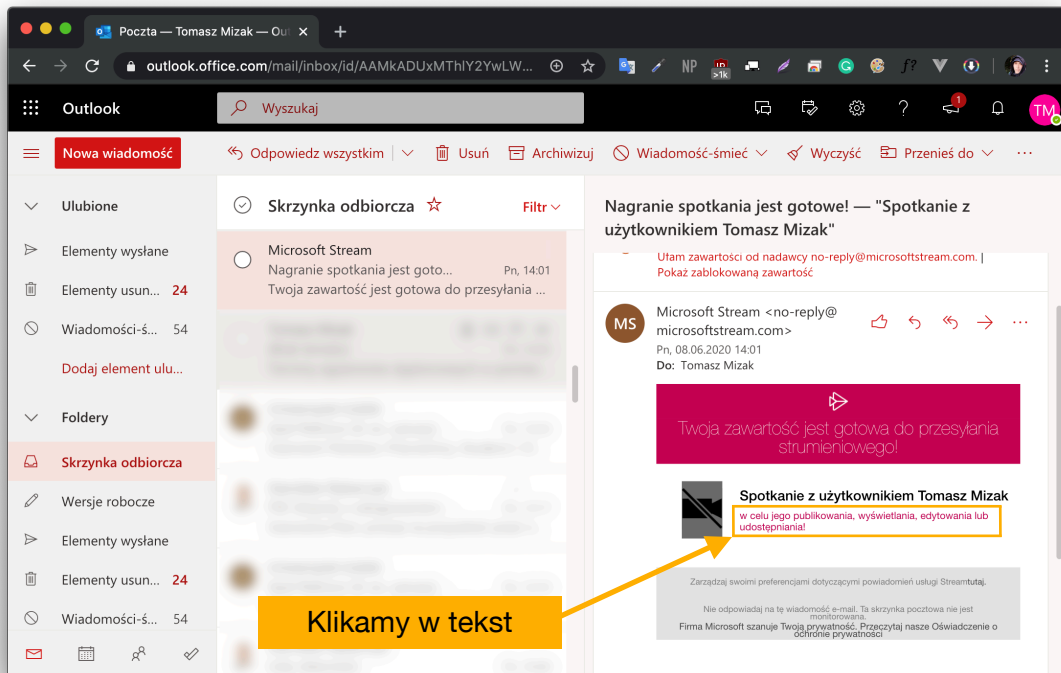 Poczta — Tomasz Mizak — Ou
outlook.office.com/mail/inbox/id/AAMkADUxMThlY2YwLW...
NP
>1k
f?
Outlook
Wyszukaj
1
TM
Nowa wiadomość
Odpowiedz wszystkim
Usuń
Archiwizuj
Wiadomość-śmieć
Wyczyść
Przenieś do
Ulubione
Elementy wysłane
Elementy usun... 24
Wiadomości-ś... 54
Dodaj element ulu...
Foldery
Skrzynka odbiorcza
Wersje robocze
Elementy wysłane
Elementy usun... 24
Wiadomości-ś... 54
Skrzynka odbiorcza
Filtr
Microsoft Stream
Nagranie spotkania jest goto... Pn, 14:01
Twoja zawartość jest gotowa do przesyłania ...
Nagranie spotkania jest gotowe! — "Spotkanie z
użytkownikiem Tomasz Mizak"
Ufam zawartości od nadawcy no-reply@microsoftstream.com. |
Pokaż zablokowaną zawartość
MS
Microsoft Stream <no-reply@
microsoftstream.com>
Pn, 08.06.2020 14:01
Do: Tomasz Mizak
Twoja zawartość jest gotowa do przesyłania
strumieniowego!
Spotkanie z użytkownikiem Tomasz Mizak
w celu jego publikowania, wyświetlania, edytowania lub
udostępniania!
Zarządzaj swoimi preferencjami dotyczącymi powiadomień usługi Streamtutaj.
Nie odpowiadaj na tę wiadomość e-mail. Ta skrzynka pocztowa nie jest
monitorowana.
Firma Microsoft szanuje Twoją prywatność. Przeczytaj nasze Oświadczenie o
ochronie prywatności
Klikamy w tekst